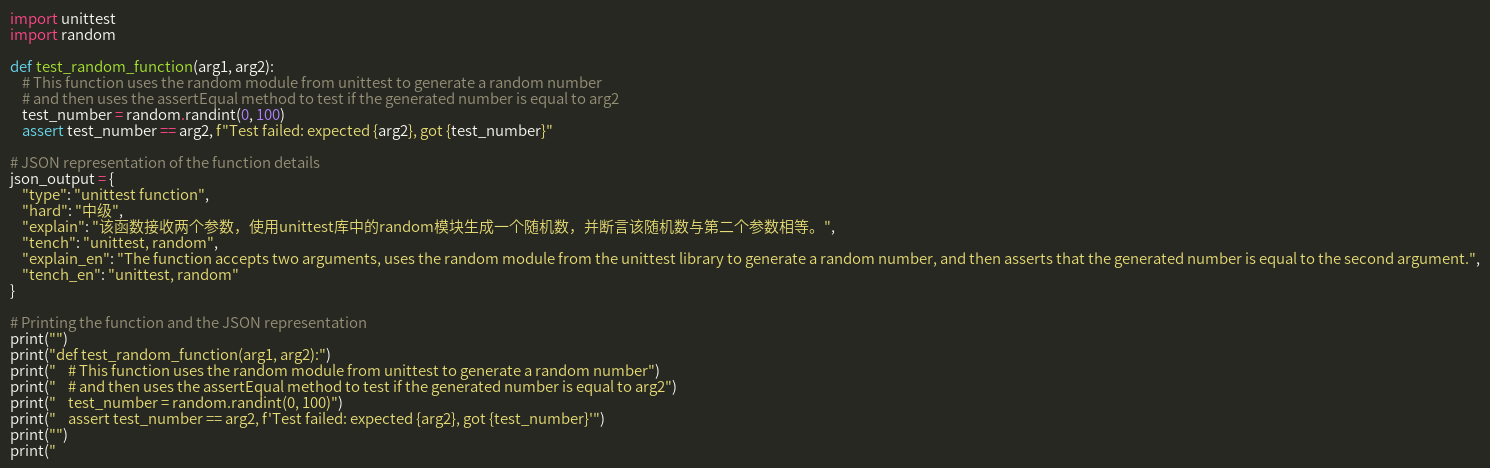 import unittest
import random

def test_random_function(arg1, arg2):
    # This function uses the random module from unittest to generate a random number
    # and then uses the assertEqual method to test if the generated number is equal to arg2
    test_number = random.randint(0, 100)
    assert test_number == arg2, f"Test failed: expected {arg2}, got {test_number}"

# JSON representation of the function details
json_output = {
    "type": "unittest function",
    "hard": "中级",
    "explain": "该函数接收两个参数，使用unittest库中的random模块生成一个随机数，并断言该随机数与第二个参数相等。",
    "tench": "unittest, random",
    "explain_en": "The function accepts two arguments, uses the random module from the unittest library to generate a random number, and then asserts that the generated number is equal to the second argument.",
    "tench_en": "unittest, random"
}

# Printing the function and the JSON representation
print("")
print("def test_random_function(arg1, arg2):")
print("    # This function uses the random module from unittest to generate a random number")
print("    # and then uses the assertEqual method to test if the generated number is equal to arg2")
print("    test_number = random.randint(0, 100)")
print("    assert test_number == arg2, f'Test failed: expected {arg2}, got {test_number}'")
print("")
print("